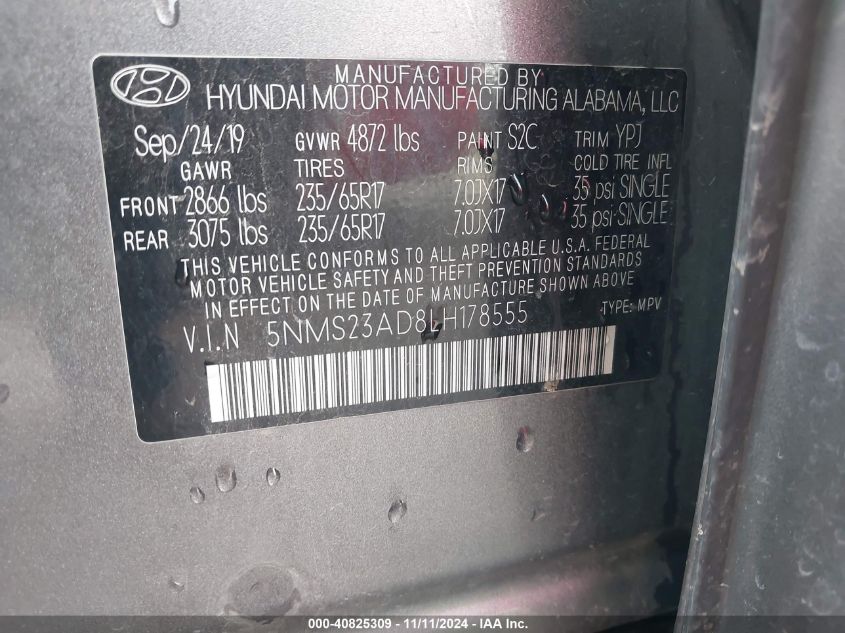 MANUFACTURED BY
HYUNDAI MOTOR MANUFACTURING ALABAMA, LLC
Sep/24/19 GVWR 4872 lbs PAINT S2C TRIM YPJ
GAWR TIRES RIMS COLD TIRE INFL
FRONT 2866 lbs 235/65R17 7.0JX17 35 psi SINGLE
REAR 3075 lbs 235/65R17 7.0JX17 35 psi SINGLE
THIS VEHICLE CONFORMS TO ALL APPLICABLE U.S.A. FEDERAL
MOTOR VEHICLE SAFETY AND THEFT PREVENTION STANDARDS
IN EFFECT ON THE DATE OF MANUFACTURE SHOWN ABOVE
V.I.N 5NMS23AD8LH178555 TYPE: MPV
000-40825309 - 11/11/2024 - IAA Inc.